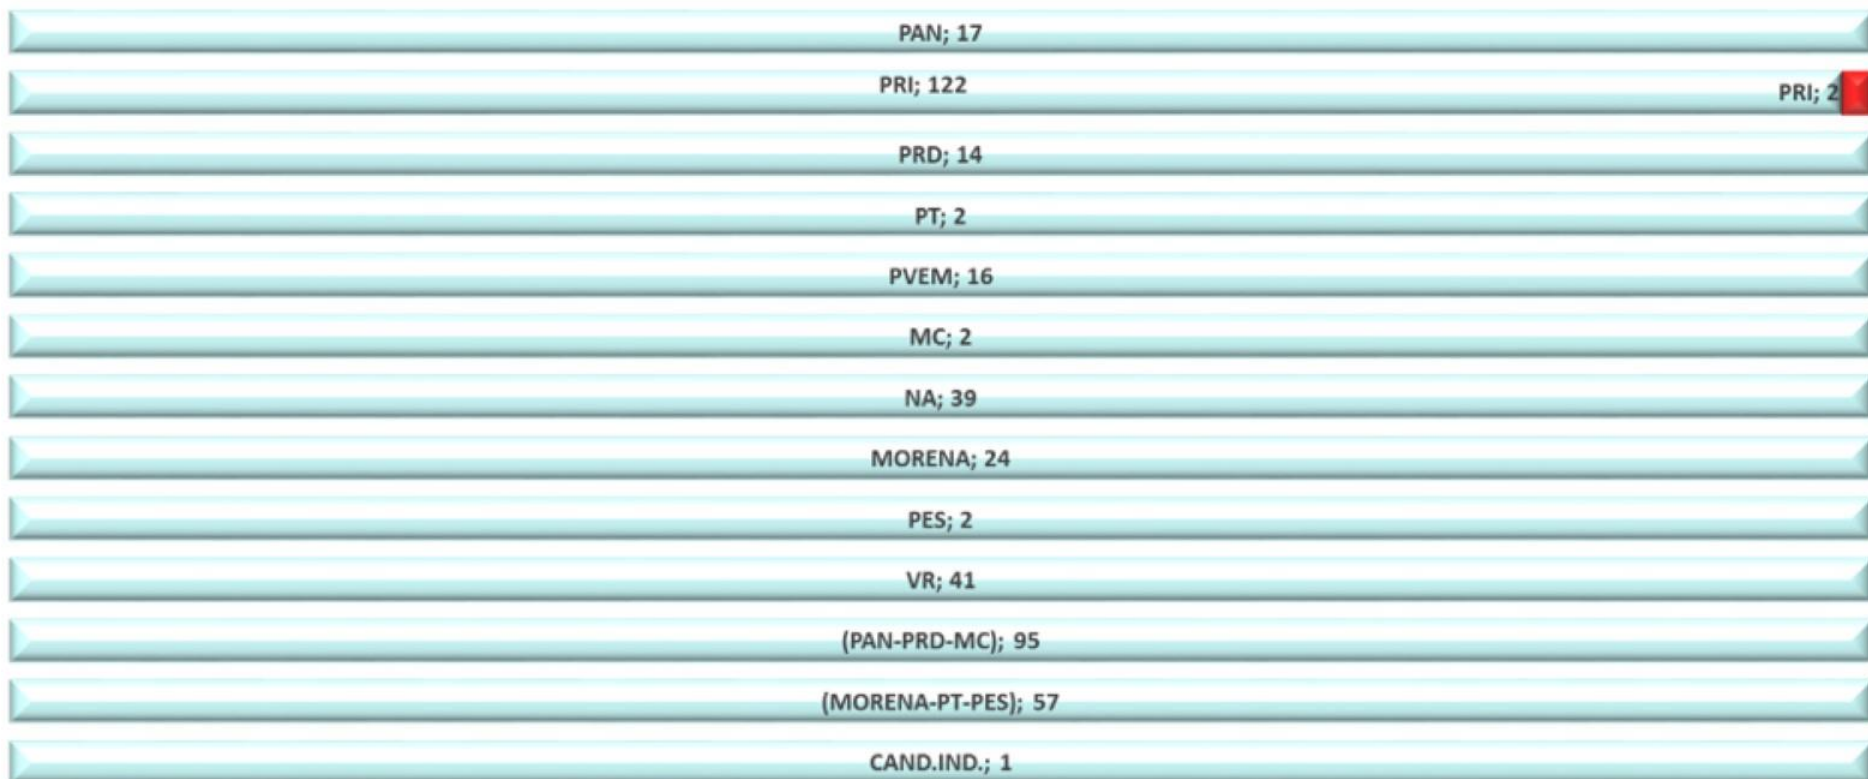 PAN; 17
PRI; 122
PRI; 2
PRD; 14
PT; 2
PVEM; 16
MC; 2
NA; 39
MORENA; 24
PES; 2
VR; 41
(PAN-PRD-MC); 95
(MORENA-PT-PES); 57
CAND.IND.; 1